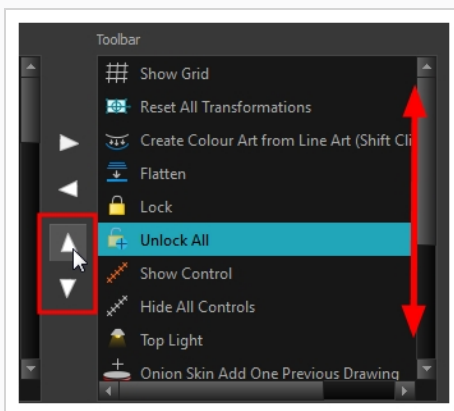 Toolbar
Show Grid
Reset All Transformations
Create Colour Art from Line Art (Shift Cli
Flatten
Lock
Unlock All
Show Control
Hide All Controls
Top Light
Onion Skin Add One Previous Drawing